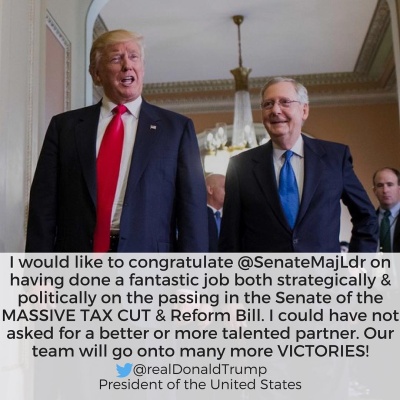 I would like to congratulate @SenateMajLdr on
having done a fantastic job both strategically &
politically on the passing in the Senate of the
MASSIVE TAX CUT & Reform Bill. I could have not
asked for a better or more talented partner. Our
team will go onto many more VICTORIES!
@realDonaldTrump
President of the United States